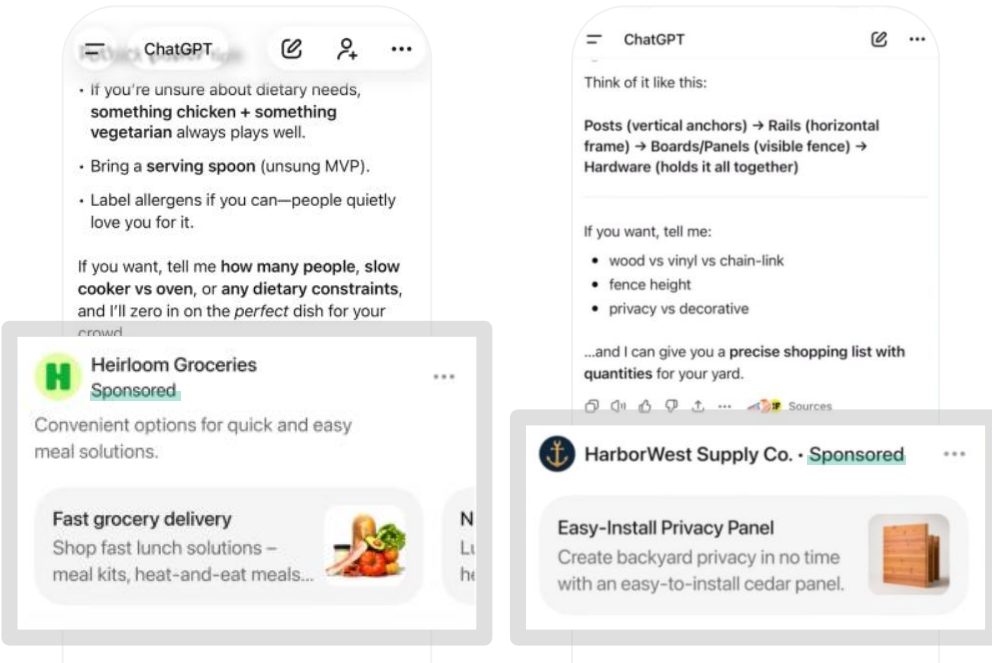 ChatGPT
• If you're unsure about dietary needs,
something chicken + something
vegetarian always plays well.
• Bring a serving spoon (unsung MVP).
• Label allergens if you can—people quietly
love you for it.
If you want, tell me how many people, slow
cooker vs oven, or any dietary constraints,
and I'll zero in on the perfect dish for your
crowd
H
Heirloom Groceries
Sponsored
Convenient options for quick and easy
meal solutions.
Fast grocery delivery
Shop fast lunch solutions –
meal kits, heat-and-eat meals...
N
Lu
he
ChatGPT
Think of it like this:
Posts (vertical anchors) → Rails (horizontal
frame) → Boards/Panels (visible fence) →
Hardware (holds it all together)
If you want, tell me:
• wood vs vinyl vs chain-link
• fence height
• privacy vs decorative
...and I can give you a precise shopping list with
quantities for your yard.
Sources
HarborWest Supply Co. • Sponsored
Easy-Install Privacy Panel
Create backyard privacy in no time
with an easy-to-install cedar panel.